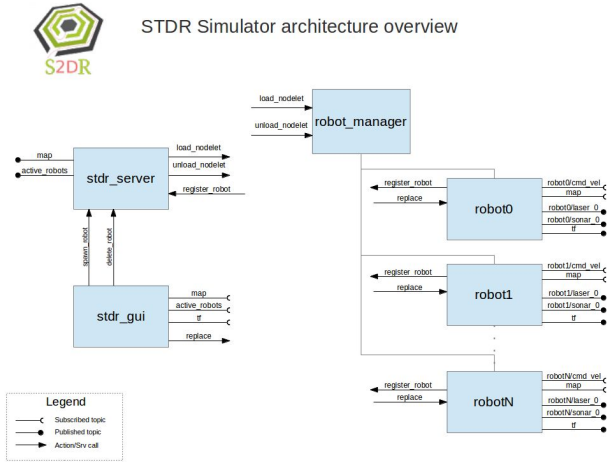 STDR Simulator architecture overview
S2DR
map
active_robots
stdr_server
load_nodelet
unload_nodelet
register_robot
spawn_robot
delete_robot
stdr_gui
map
active_robots
tf
replace
load_nodelet
unload_nodelet
robot_manager
register_robot
replace
robot0
robot0/cmd_vel
map
robot0/laser_0
robot0/sonar_0
tf
register_robot
replace
robot1
robot1/cmd_vel
map
robot1/laser_0
robot1/sonar_0
tf
register_robot
replace
robotN
robotN/cmd_vel
map
robotN/laser_0
robotN/sonar_0
tf
Legend
Subscribed topic
Published topic
Action/Srv call